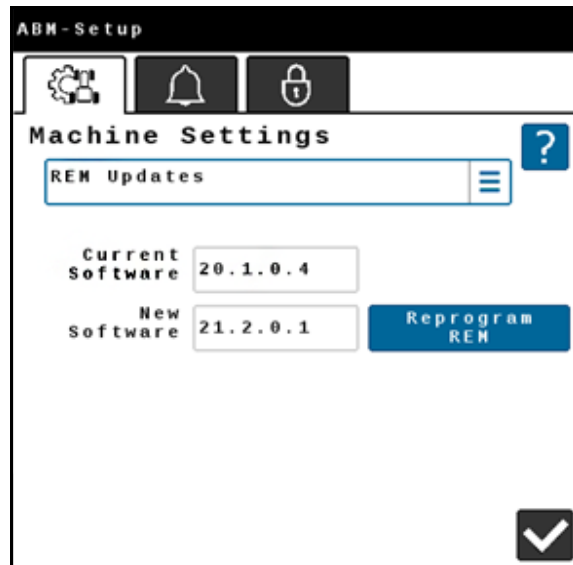 ABM-Setup
Machine Settings
?
REM Updates
Current
Software
20.1.0.4
New
Software
21.2.0.1
Reprogram
REM